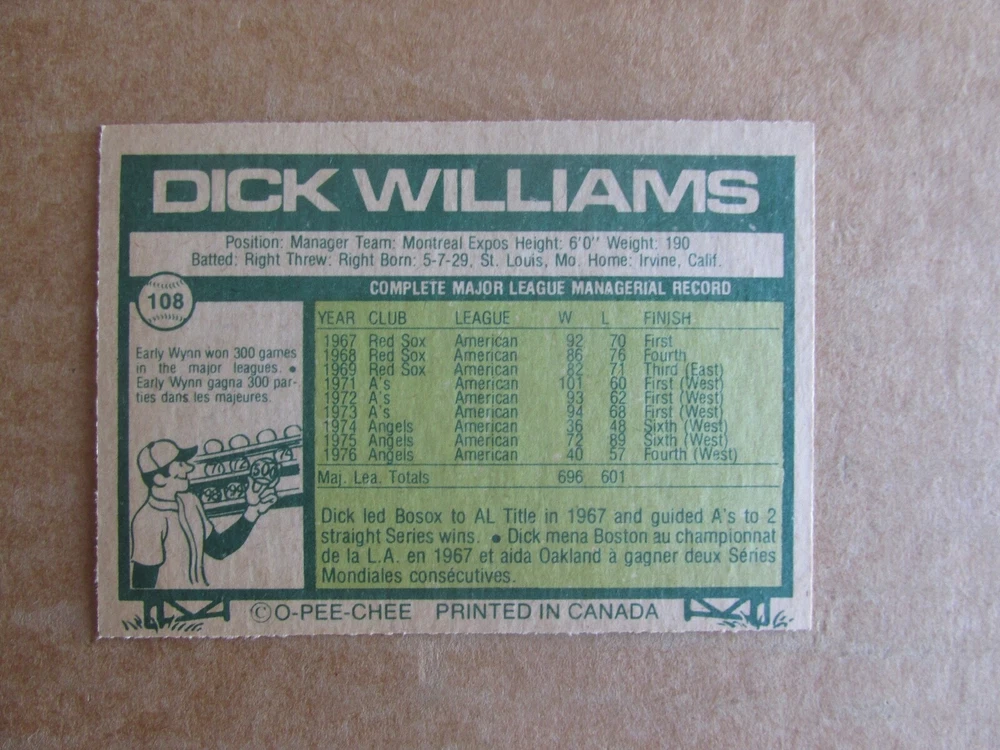 DICK WILLIAMS
Position: Manager Team: Montreal Expos Height: 6'0" Weight: 190
Batted: Right Threw: Right Born: 5-7-29, St. Louis, Mo. Home: Irvine, Calif.
108
COMPLETE MAJOR LEAGUE MANAGERIAL RECORD
Early Wynn won 300 games
in the major leagues. •
Early Wynn gagna 300 par-
ties dans les majeures.
YEAR CLUB LEAGUE W L FINISH
1967 Red Sox American 92 70 First
1968 Red Sox American 86 76 Fourth
1969 Red Sox American 82 71 Third (East)
1971 A's American 101 60 First (West)
1972 A's American 93 62 First (West)
1973 A's American 94 68 First (West)
1974 Angels American 36 48 Sixth (West)
1975 Angels American 72 89 Sixth (West)
1976 Angels American 40 57 Fourth (West)
Maj. Lea. Totals 696 601
Dick led Bosox to AL Title in 1967 and guided A's to 2
straight Series wins. • Dick mena Boston au championnat
de la L.A. en 1967 et aida Oakland à gagner deux Séries
Mondiales consécutives.
© O-PEE-CHEE PRINTED IN CANADA